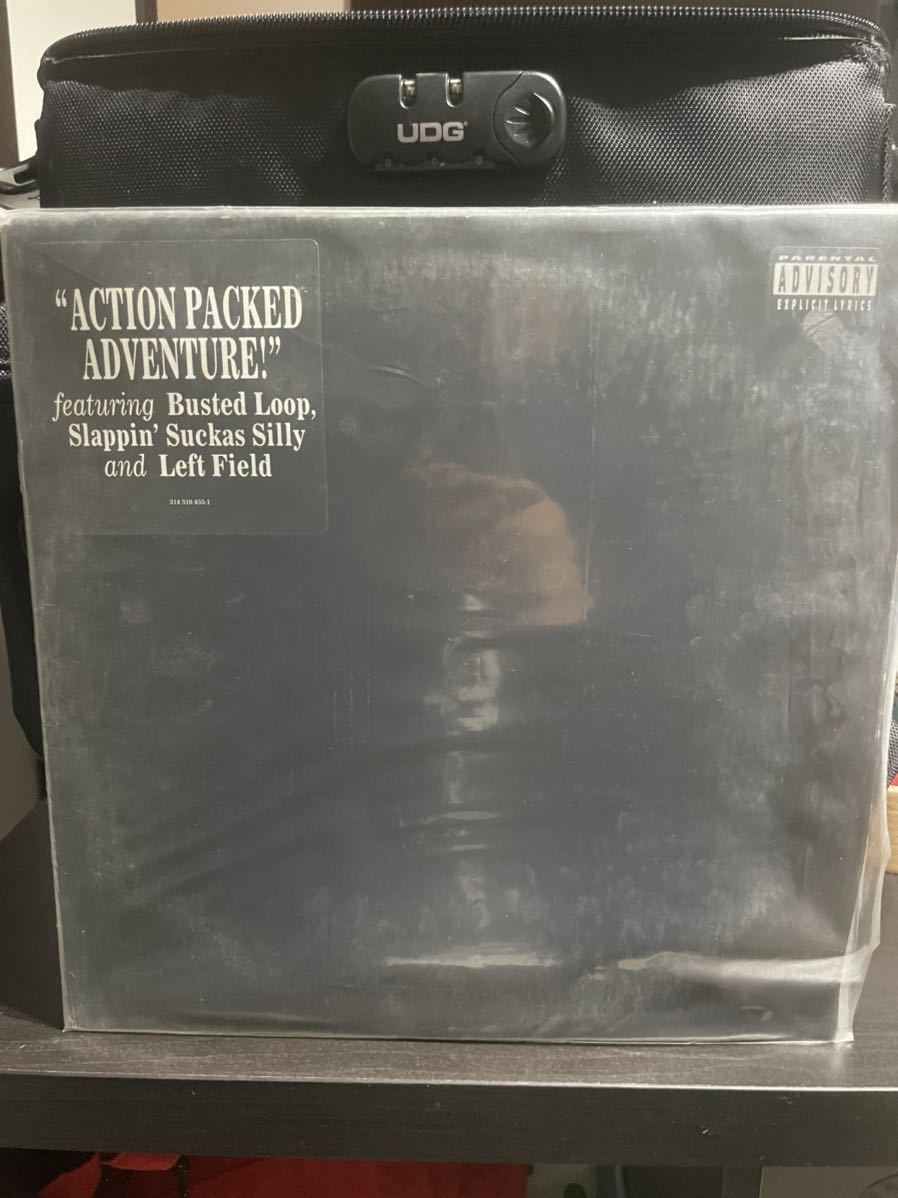 UDG
"ACTION PACKED
ADVENTURE!"
featuring Busted Loop,
Slappin' Suckas Silly
and Left Field
314 518 455-1
PARENTAL
ADVISORY
EXPLICIT LYRICS